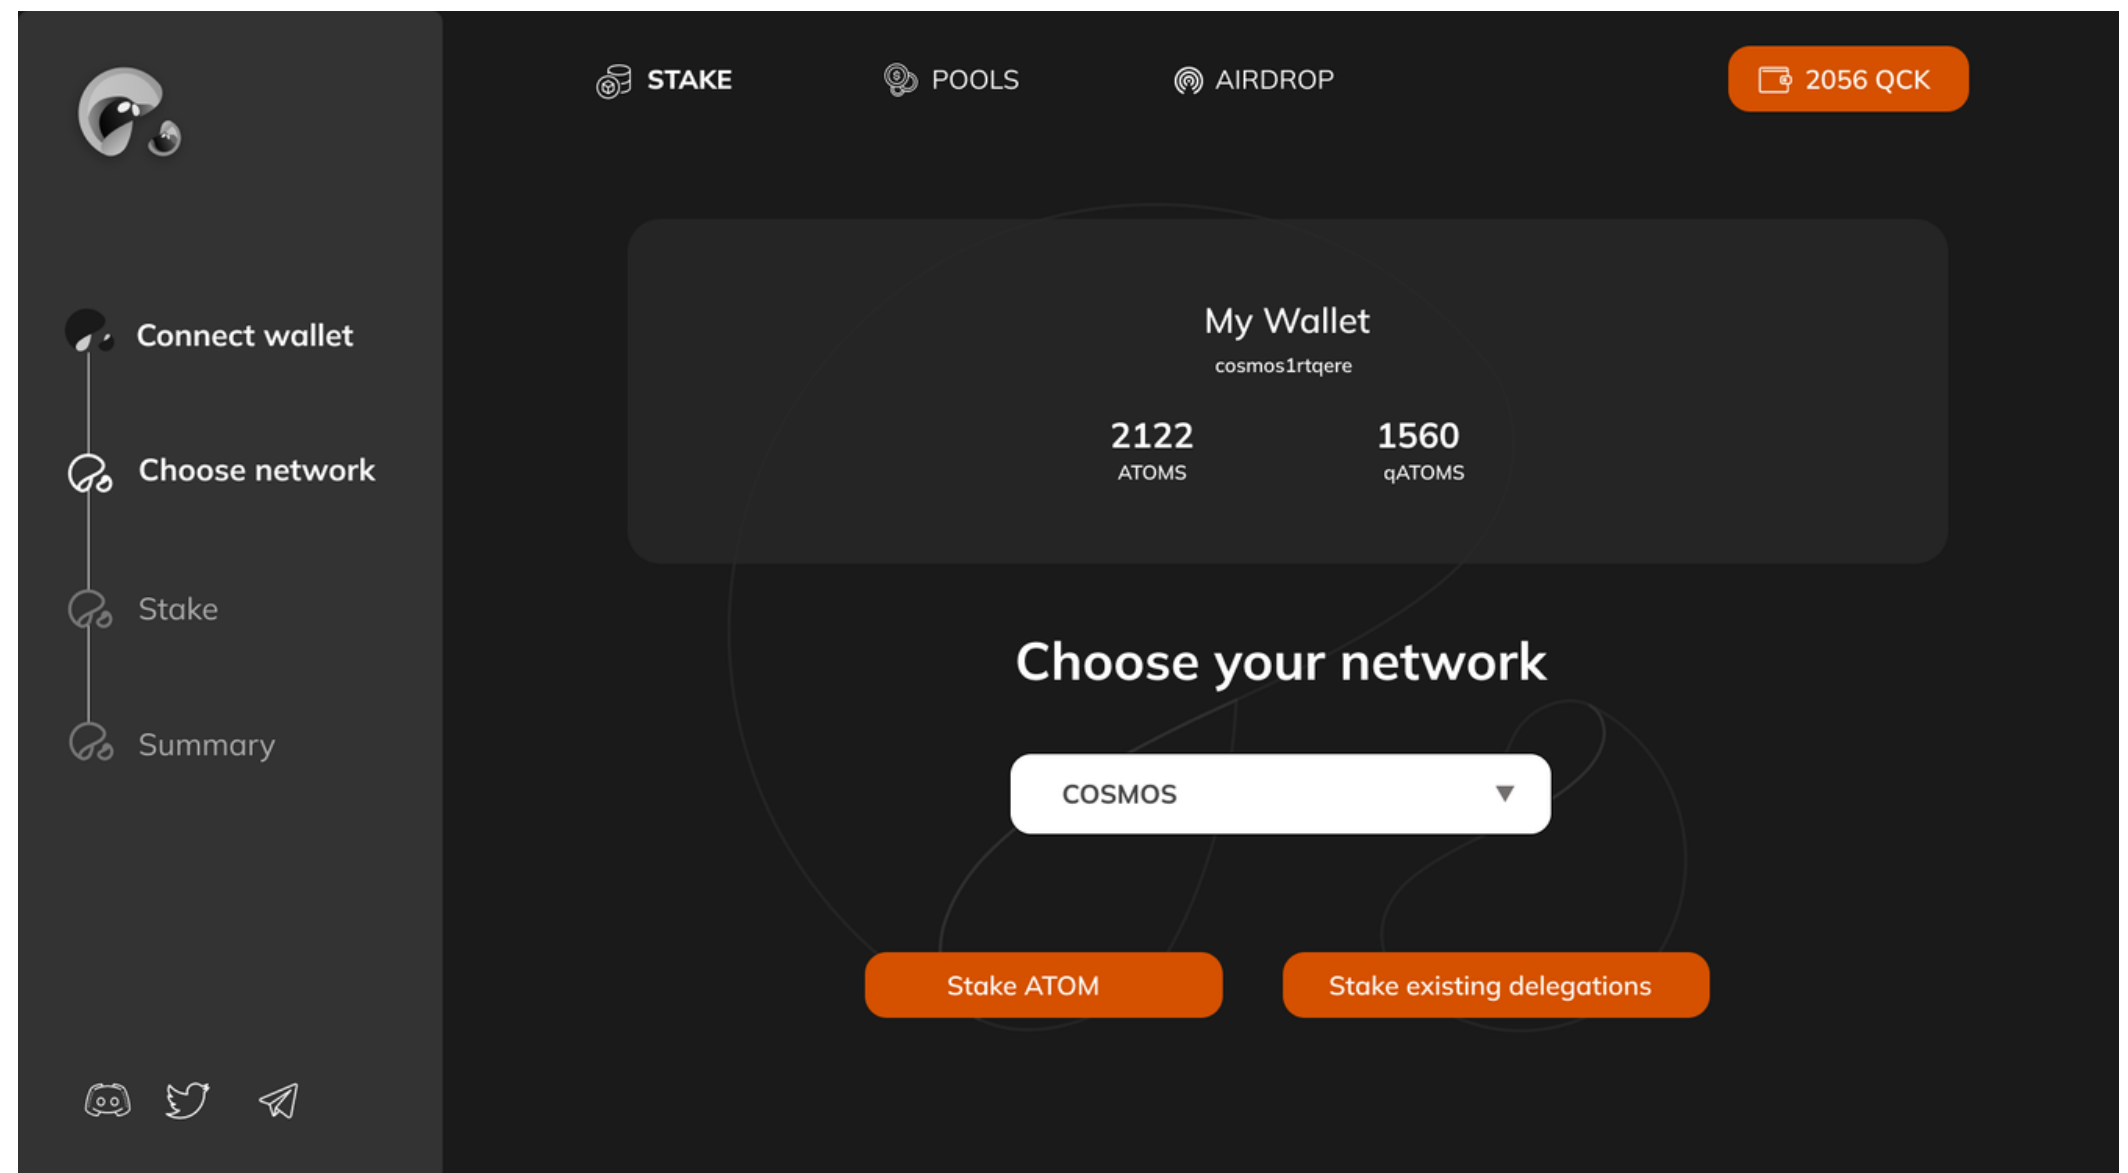 STAKE
POOLS
AIRDROP
2056 QCK
Connect wallet
Choose network
Stake
Summary
My Wallet
cosmos1rtqere
2122
ATOMS
1560
qATOMS
Choose your network
COSMOS
Stake ATOM
Stake existing delegations